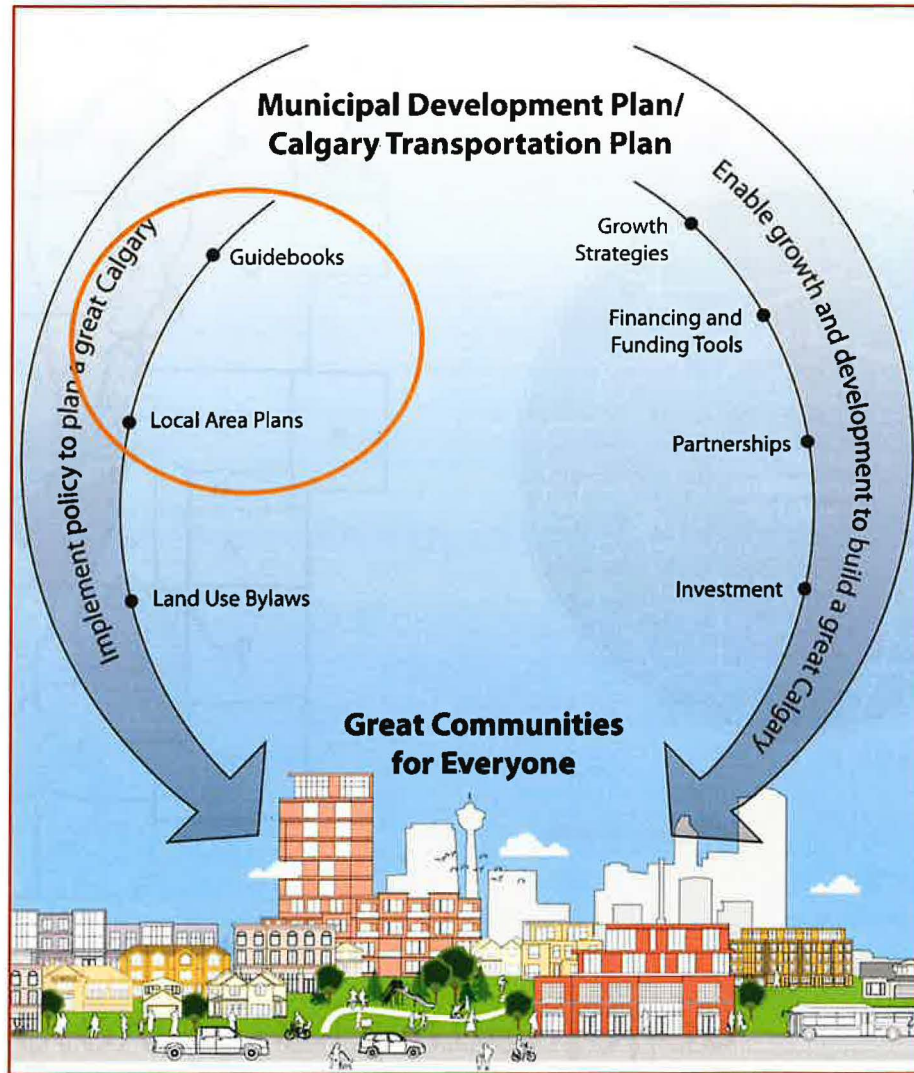 Municipal Development Plan/
Calgary Transportation Plan
Implement policy to plan a great Calgary
Guidebooks
Local Area Plans
Land Use Bylaws
Enable growth and development to build a great Calgary
Growth
Strategies
Financing and
Funding Tools
Partnerships
Investment
Great Communities
for Everyone